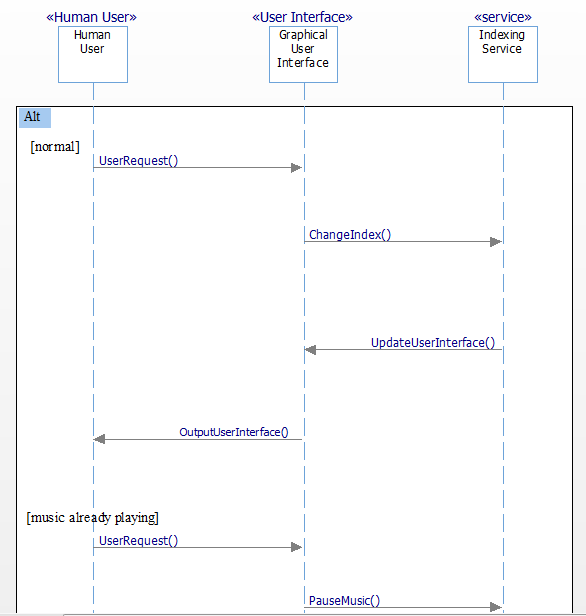 «Human User»
«User Interface»
«service»
Human
User
Graphical
User
Interface
Indexing
Service
Alt
[normal]
UserRequest()
ChangeIndex()
UpdateUserInterface()
OutputUserInterface()
[music already playing]
UserRequest()
PauseMusic()